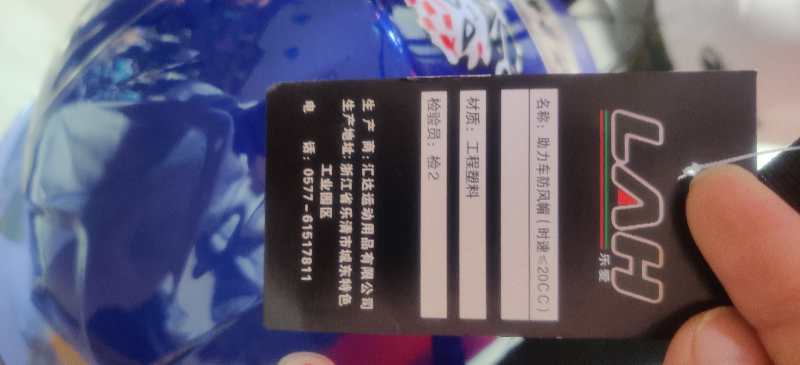 LAH
乐爱
名称：助力车防风帽（时速≤20CC）
材质：工程塑料
检验员：检2
生产商：汇达运动用品有限公司
生产地址：浙江省乐清市城东特色
工业园区
电话：0577-61517811